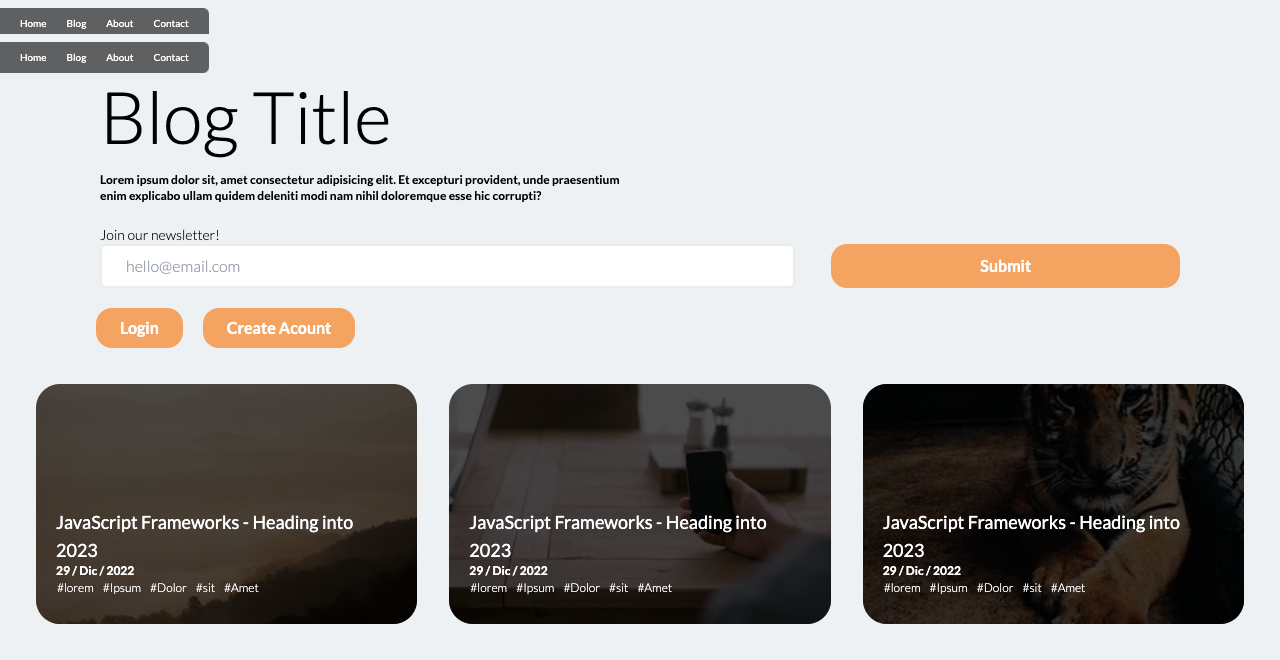 Home Blog About Contact
Home Blog About Contact
Blog Title
Lorem ipsum dolor sit, amet consectetur adipisicing elit. Et excepturi provident, unde praesentium
enim explicabo ullam quidem deleniti modi nam nihil doloremque esse hic corrupti?
Join our newsletter!
hello@email.com
Submit
Login
Create Acount
JavaScript Frameworks - Heading into
2023
29 / Dic / 2022
#lorem #Ipsum #Dolor #sit #Amet
JavaScript Frameworks - Heading into
2023
29 / Dic / 2022
#lorem #Ipsum #Dolor #sit #Amet
JavaScript Frameworks - Heading into
2023
29 / Dic / 2022
#lorem #Ipsum #Dolor #sit #Amet